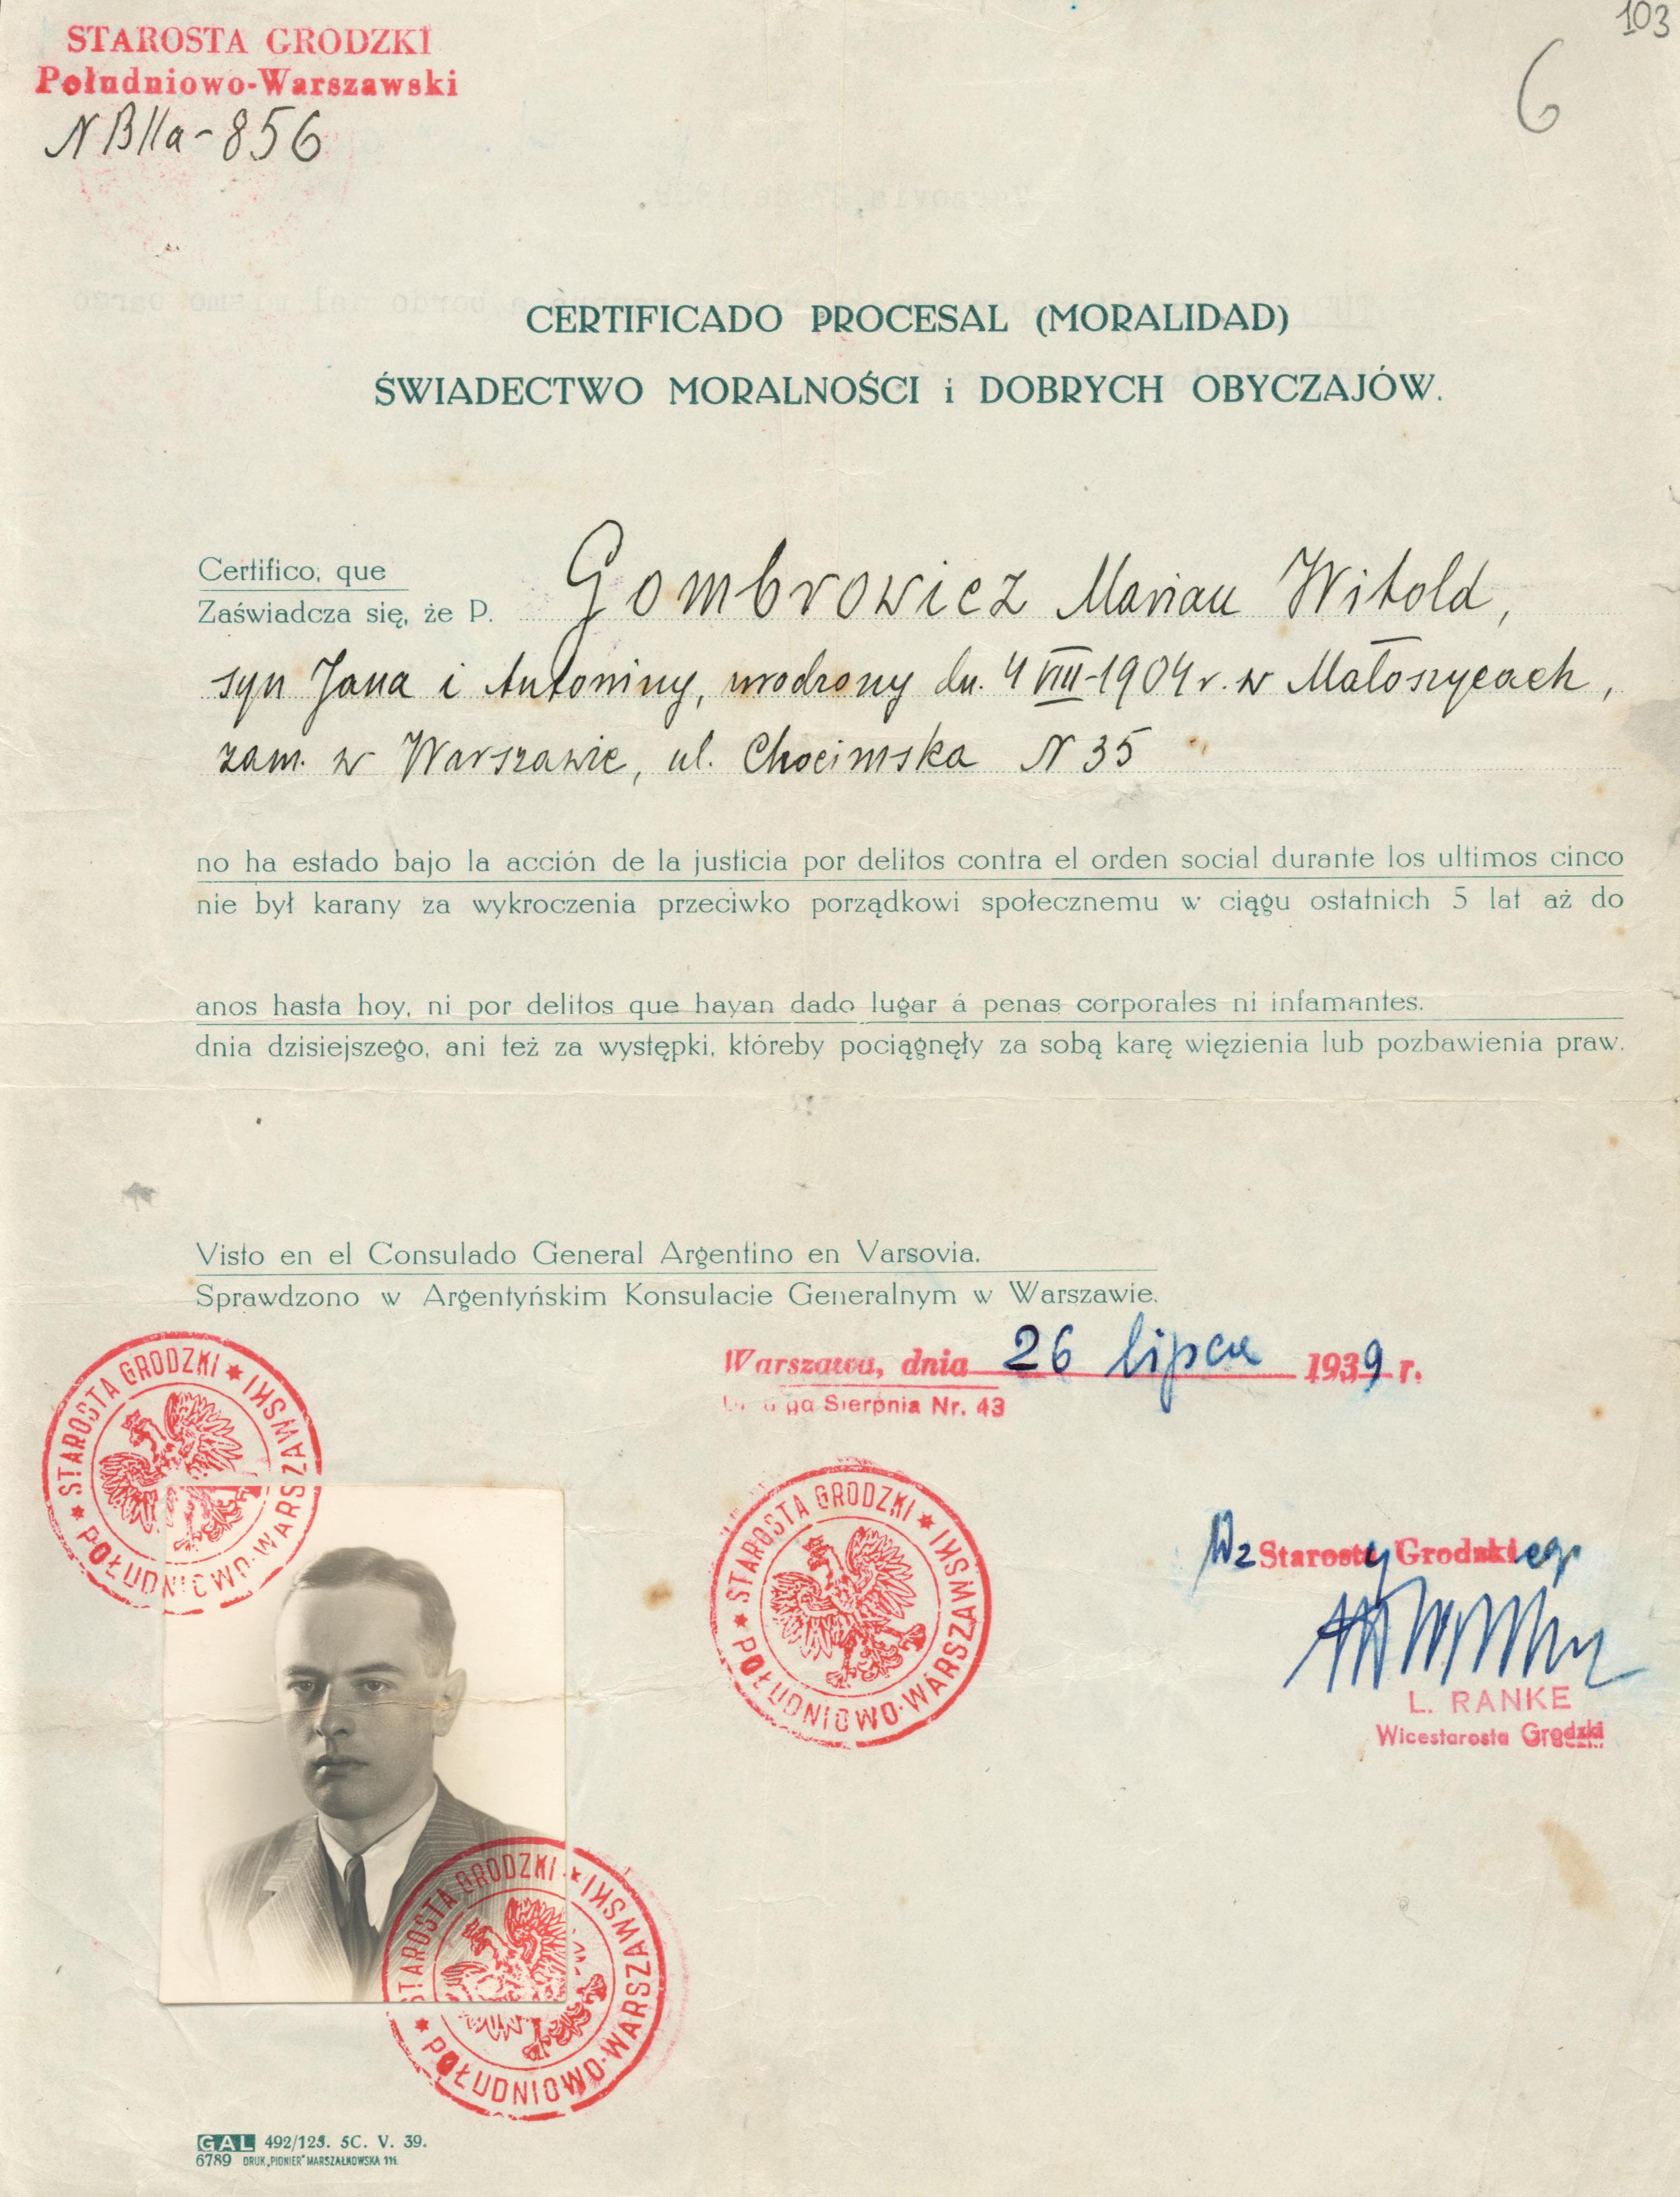 103
6
STAROSTA GRODZKI
Południowo-Warszawski
N BIIa-856
CERTIFICADO PROCESAL (MORALIDAD)
ŚWIADECTWO MORALNOŚCI i DOBRYCH OBYCZAJÓW.
Certifico, que
Zaświadcza się, że P. Gombrowicz Marian Witold,
syn Jana i Antoniny, urodzony dn. 4 VIII-1904 r. w Małoszycach,
zam. w Warszawie, ul. Chocimska N 35
no ha estado bajo la acción de la justicia por delitos contra el orden social durante los ultimos cinco
nie był karany za wykroczenia przeciwko porządkowi społecznemu w ciągu ostatnich 5 lat aż do
anos hasta hoy, ni por delitos que hayan dado lugar á penas corporales ni infamantes.
dnia dzisiejszego, ani też za występki, któreby pociągnęły za sobą karę więzienia lub pozbawienia praw.
Visto en el Consulado General Argentino en Varsovia.
Sprawdzono w Argentyńskim Konsulacie Generalnym w Warszawie.
Warszawa, dnia 26 lipca 1939 r.
Sierpnia Nr. 43
STAROSTA GRODZKI ★ POŁUDNIOWO-WARSZAWSKI ★
STAROSTA GRODZKI ★ POŁUDNIOWO-WARSZAWSKI ★
Wz Starosty Grodzkiego
L. RANKE
Wicestarosta Grodzki
STAROSTA GRODZKI ★ POŁUDNIOWO-WARSZAWSKI ★
GAL 492/125. 5C. V. 39.
6789 DRUK „PIONIER" MARSZAŁKOWSKA 111.